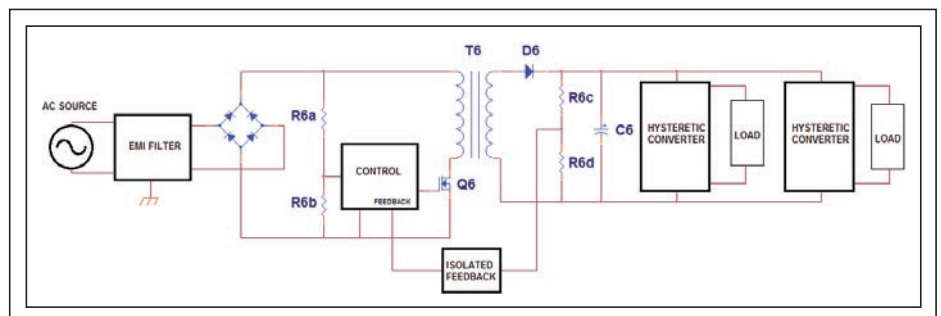 T6
D6
AC SOURCE
EMI FILTER
R6a
R6b
CONTROL
FEEDBACK
Q6
R6c
R6d
C6
HYSTERETIC
CONVERTER
LOAD
HYSTERETIC
CONVERTER
LOAD
ISOLATED
FEEDBACK